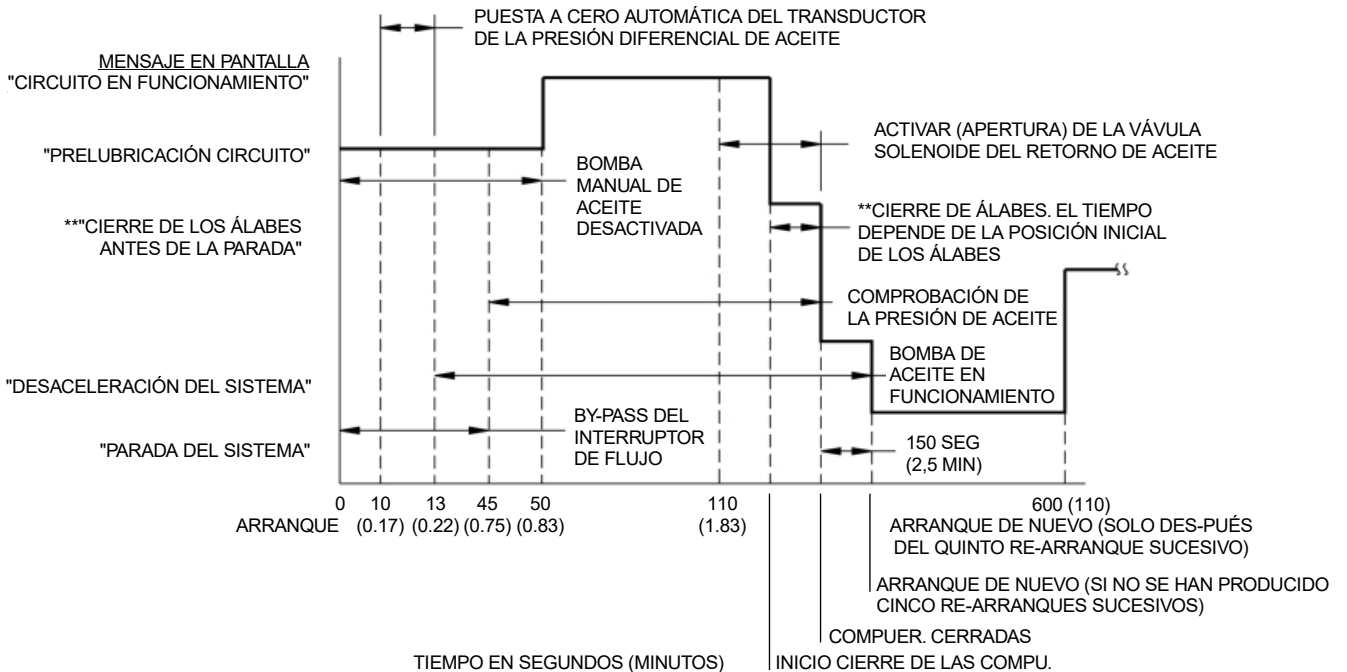 PUESTA A CERO AUTOMÁTICA DEL TRANSDUCTOR
DE LA PRESIÓN DIFERENCIAL DE ACEITE
MENSAJE EN PANTALLA
"CIRCUITO EN FUNCIONAMIENTO"
ACTIVAR (APERTURA) DE LA VÁVULA
SOLENOIDE DEL RETORNO DE ACEITE
"PRELUBRICACIÓN CIRCUITO"
BOMBA
MANUAL DE
ACEITE
DESACTIVADA
**"CIERRE DE LOS ÁLABES
ANTES DE LA PARADA"
**CIERRE DE ÁLABES. EL TIEMPO
DEPENDE DE LA POSICIÓN INICIAL
DE LOS ÁLABES
COMPROBACIÓN DE
LA PRESIÓN DE ACEITE
"DESACELERACIÓN DEL SISTEMA"
BOMBA DE
ACEITE EN
FUNCIONAMIENTO
"PARADA DEL SISTEMA"
BY-PASS DEL
INTERRUPTOR
DE FLUJO
150 SEG
(2,5 MIN)
0 10 13 45 50 110 600 (110)
ARRANQUE (0.17) (0.22) (0.75) (0.83) (1.83)
ARRANQUE DE NUEVO (SOLO DES-PUÉS
DEL QUINTO RE-ARRANQUE SUCESIVO)
ARRANQUE DE NUEVO (SI NO SE HAN PRODUCIDO
CINCO RE-ARRANQUES SUCESIVOS)
COMPUER. CERRADAS
TIEMPO EN SEGUNDOS (MINUTOS) INICIO CIERRE DE LAS COMPU.